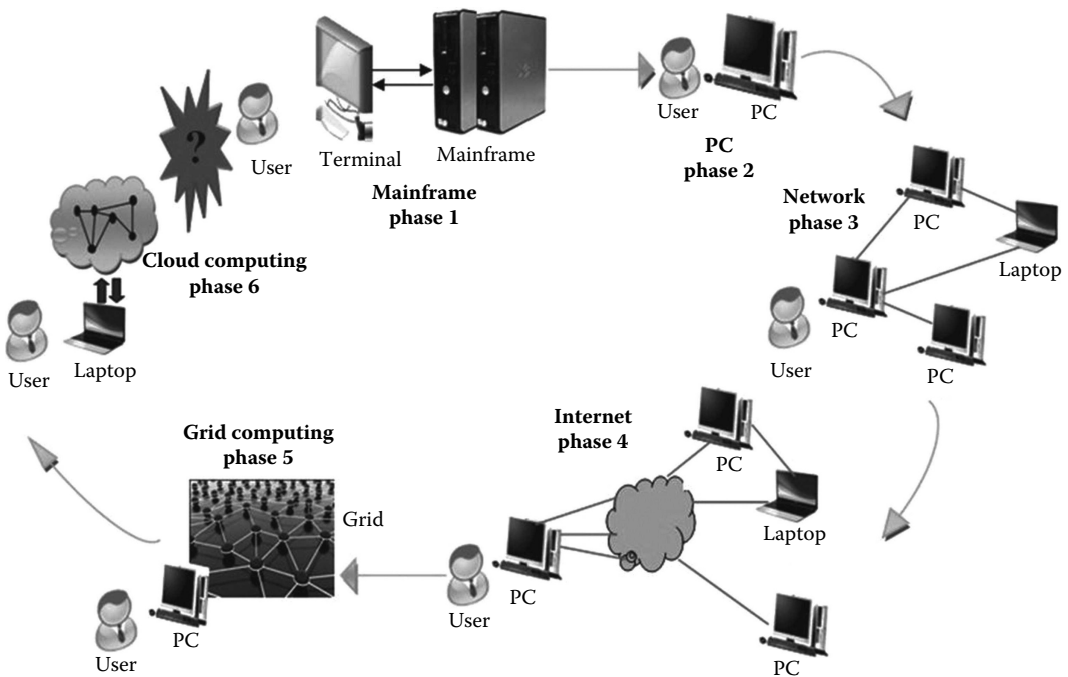 ?
User
Terminal
Mainframe
Mainframe
phase 1
User
PC
PC
phase 2
Network
phase 3
PC
Laptop
PC
User
PC
Internet
phase 4
PC
Laptop
PC
User
PC
Grid computing
phase 5
Grid
PC
User
Cloud computing
phase 6
User
Laptop